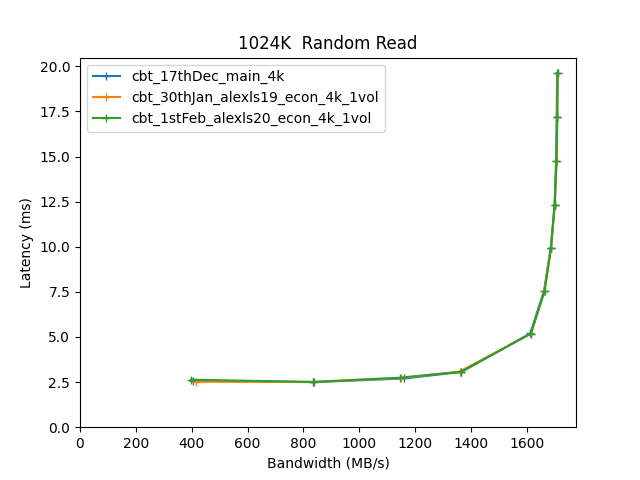 1024K  Random Read
cbt_17thDec_main_4k
cbt_30thJan_alexls19_econ_4k_1vol
cbt_1stFeb_alexls20_econ_4k_1vol
20.0
17.5
15.0
12.5
10.0
7.5
5.0
2.5
0.0
Latency (ms)
0 200 400 600 800 1000 1200 1400 1600
Bandwidth (MB/s)